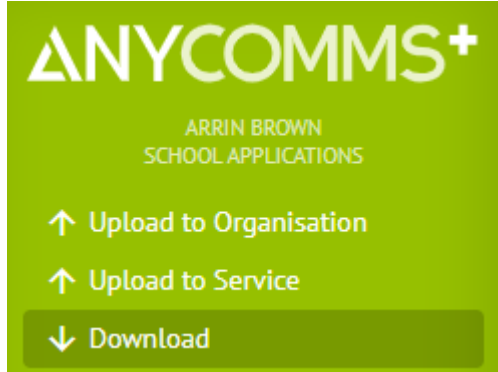 ANYCOMMS+
ARRIN BROWN
SCHOOL APPLICATIONS
Upload to Organisation
Upload to Service
Download